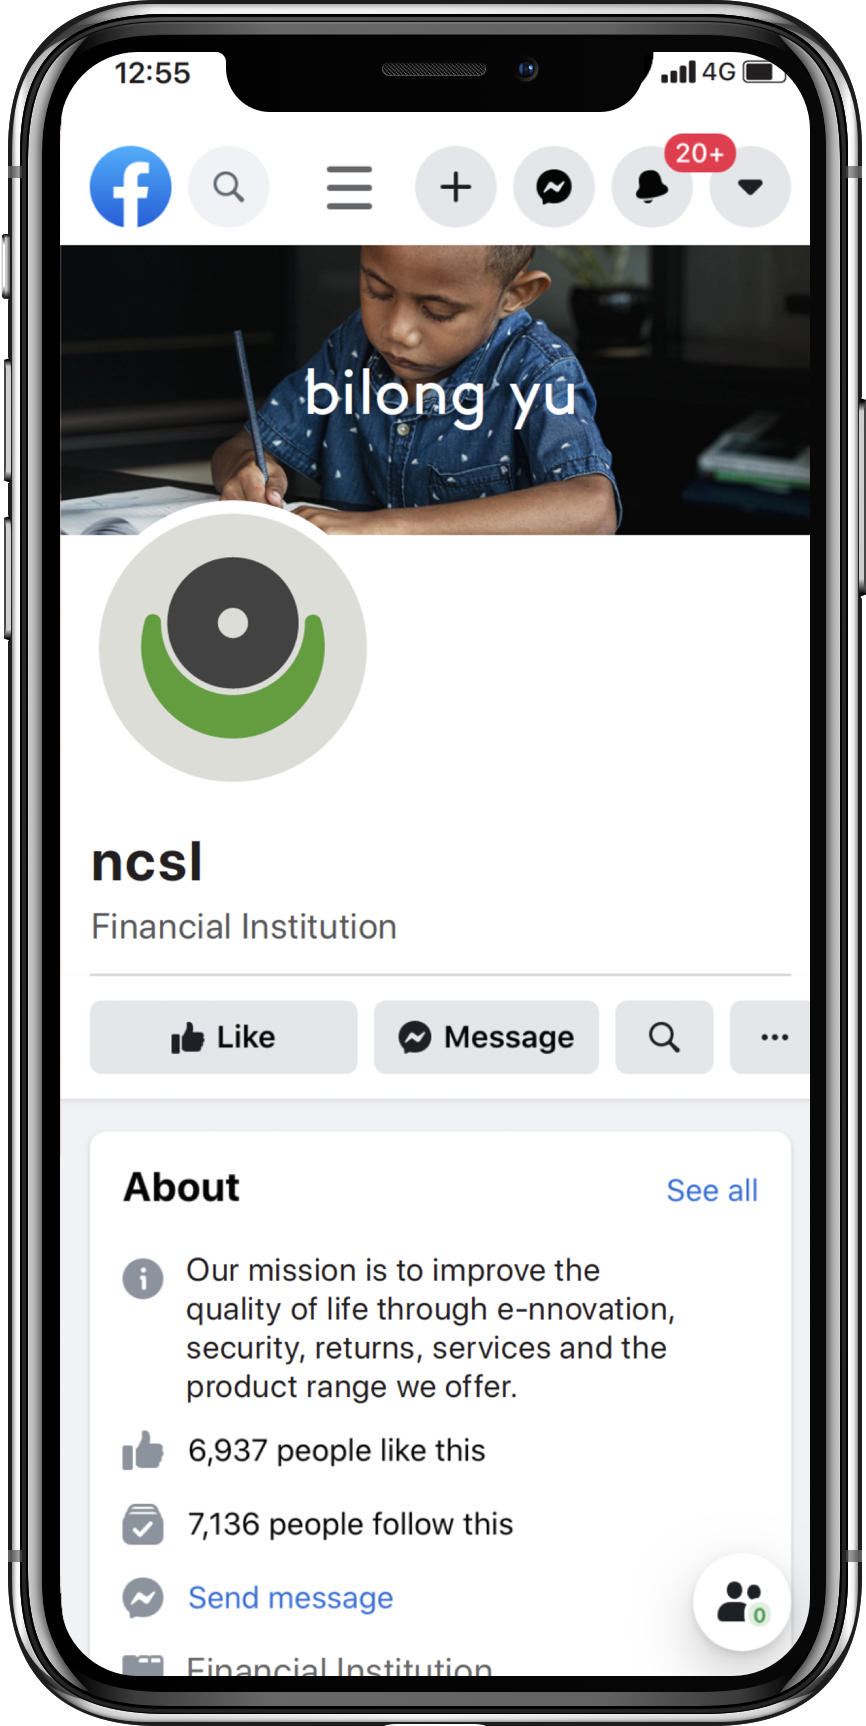 12:55
4G
20+
bilong yu
ncsl
Financial Institution
Like
Message
About
See all
Our mission is to improve the
quality of life through e-nnovation,
security, returns, services and the
product range we offer.
6,937 people like this
7,136 people follow this
Send message
0
Financial Institution